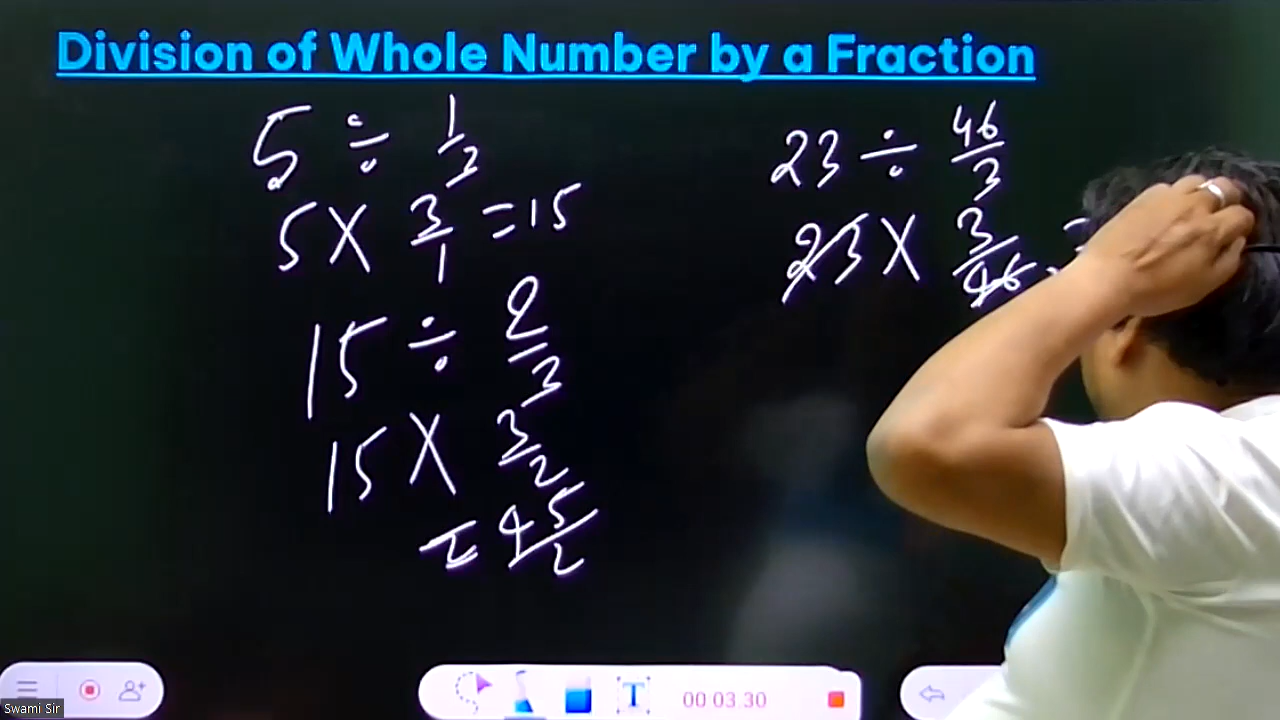 Division of Whole Number by a Fraction
5 ÷ 1/3
5 X 3/1 = 15
15 ÷ 2/3
15 X 3/2
= 45/2
23 ÷ 46/3
23 X 3/46
T
00:03:30
Swami Sir